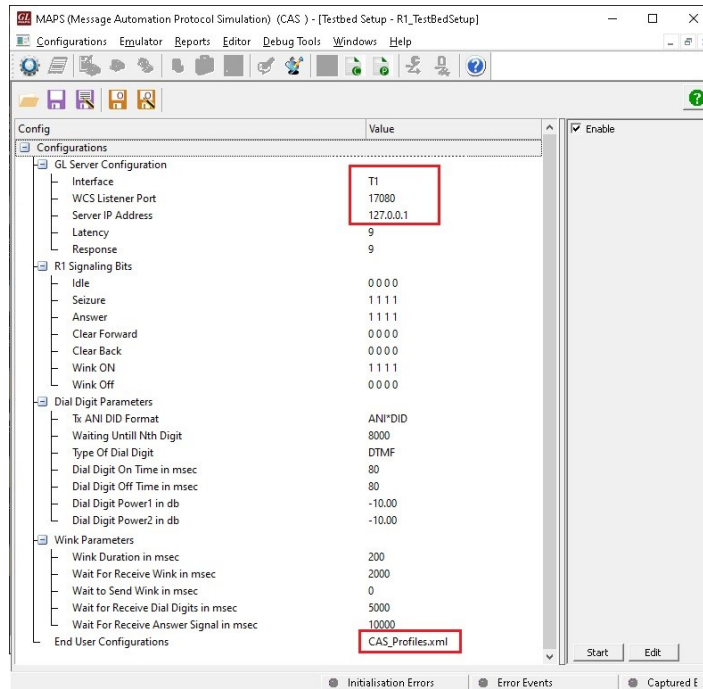 GL MAPS (Message Automation Protocol Simulation) (CAS ) - [Testbed Setup - R1_TestBedSetup]
Configurations Emulator Reports Editor Debug Tools Windows Help
Config Value
Enable
Configurations
GL Server Configuration
Interface T1
WCS Listener Port 17080
Server IP Address 127.0.0.1
Latency 9
Response 9
R1 Signaling Bits
Idle 0 0 0 0
Seizure 1 1 1 1
Answer 1 1 1 1
Clear Forward 0 0 0 0
Clear Back 0 0 0 0
Wink ON 1 1 1 1
Wink Off 0 0 0 0
Dial Digit Parameters
Tx ANI DID Format ANI*DID
Waiting Untill Nth Digit 8000
Type Of Dial Digit DTMF
Dial Digit On Time in msec 80
Dial Digit Off Time in msec 80
Dial Digit Power1 in db -10.00
Dial Digit Power2 in db -10.00
Wink Parameters
Wink Duration in msec 200
Wait For Receive Wink in msec 2000
Wait to Send Wink in msec 0
Wait for Receive Dial Digits in msec 5000
Wait For Receive Answer Signal in msec 10000
End User Configurations CAS_Profiles.xml
Start Edit
Initialisation Errors Error Events Captured E